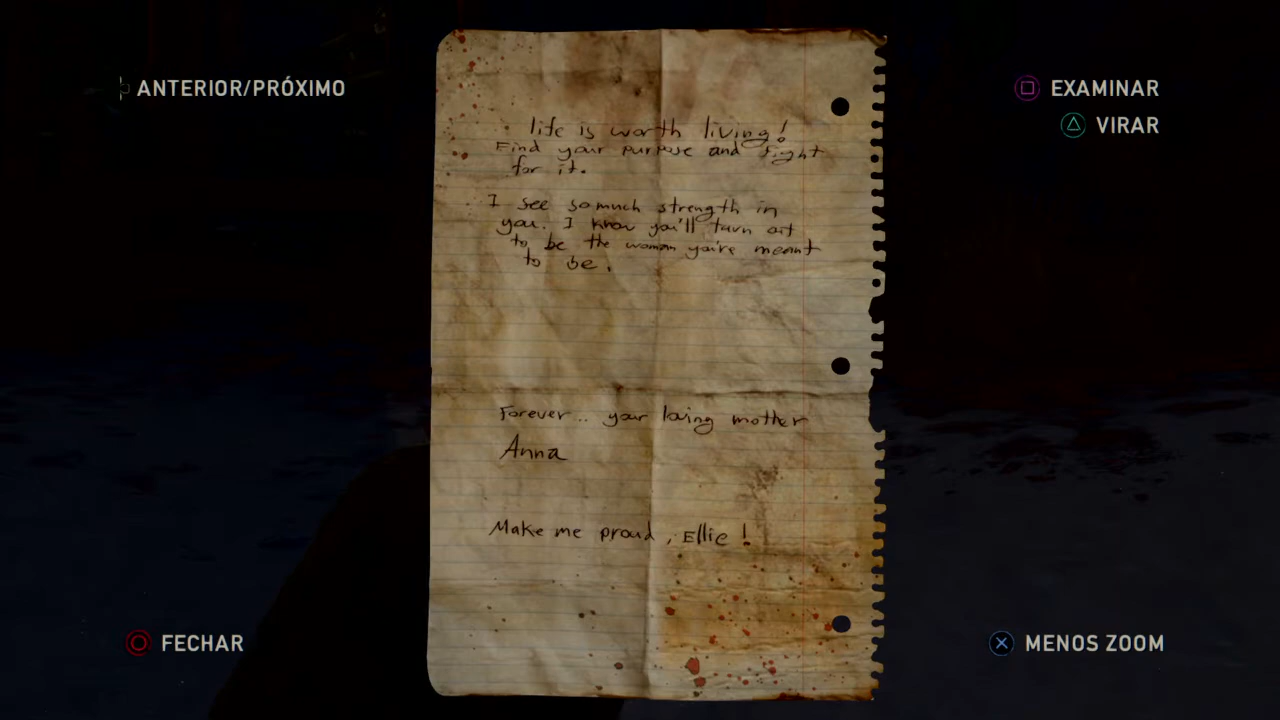 ANTERIOR/PRÓXIMO
EXAMINAR
VIRAR
life is worth living!
Find your purpose and fight
for it.
I see so much strength in
you. I know you'll turn out
to be the woman you're meant
to be.
Forever.. your loving mother
Anna
Make me proud, Ellie!
FECHAR
MENOS ZOOM